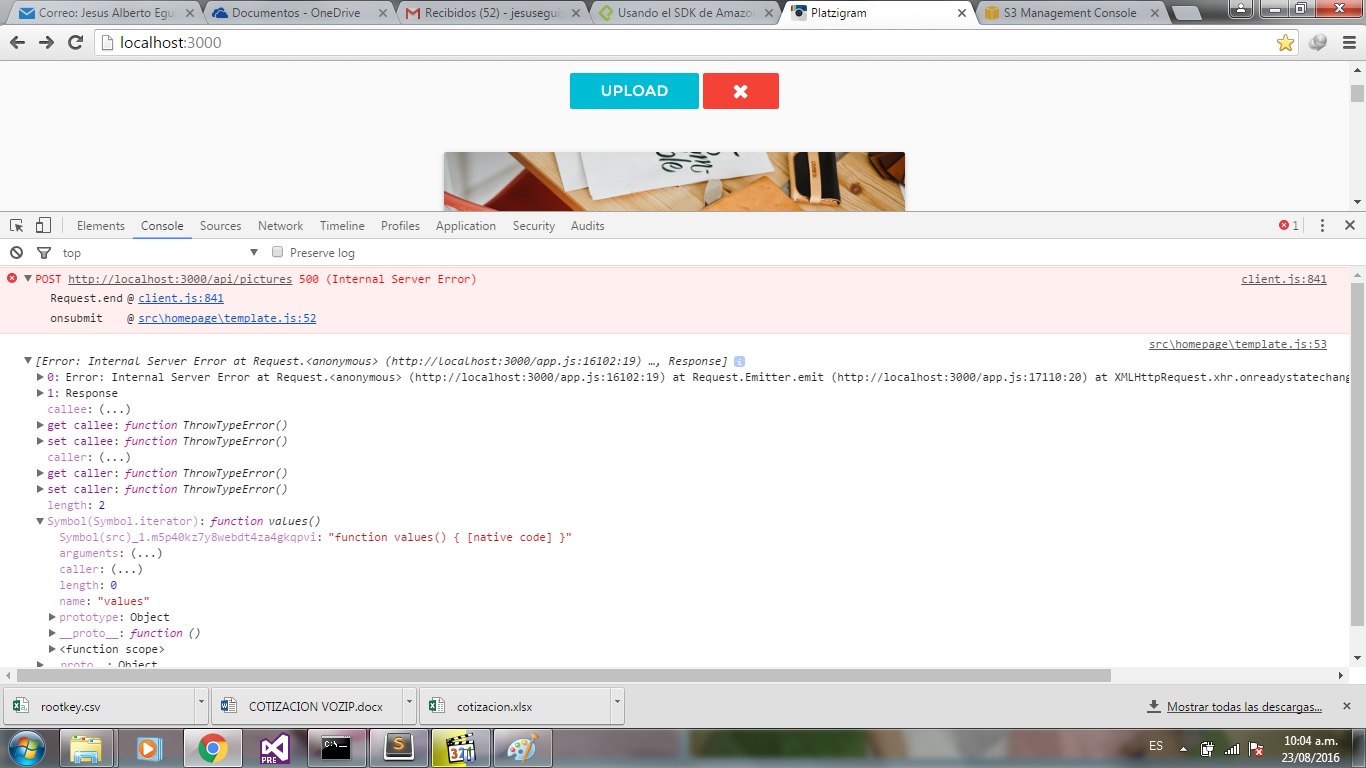 Correo: Jesus Alberto Egu
Documentos - OneDrive
Recibidos (52) - jesusegui
Usando el SDK de Amazo
Platzigram
S3 Management Console
localhost:3000
UPLOAD
Elements Console Sources Network Timeline Profiles Application Security Audits
1
top
Preserve log
POST http://localhost:3000/api/pictures 500 (Internal Server Error)
client.js:841
Request.end @ client.js:841
onsubmit @ src\homepage\template.js:52
src\homepage\template.js:53
[Error: Internal Server Error at Request.<anonymous> (http://localhost:3000/app.js:16102:19) …, Response]
0: Error: Internal Server Error at Request.<anonymous> (http://localhost:3000/app.js:16102:19) at Request.Emitter.emit (http://localhost:3000/app.js:17110:20) at XMLHttpRequest.xhr.onreadystatechang
1: Response
callee: (...)
get callee: function ThrowTypeError()
set callee: function ThrowTypeError()
caller: (...)
get caller: function ThrowTypeError()
set caller: function ThrowTypeError()
length: 2
Symbol(Symbol.iterator): function values()
Symbol(src)_1.m5p40kz7y8webdt4za4gkqpvi: "function values() { [native code] }"
arguments: (...)
caller: (...)
length: 0
name: "values"
prototype: Object
__proto__: function ()
<function scope>
__proto__: Object
rootkey.csv
COTIZACION VOZIP.docx
cotizacion.xlsx
Mostrar todas las descargas...
PRE
C:\
321
ES
10:04 a.m.
23/08/2016